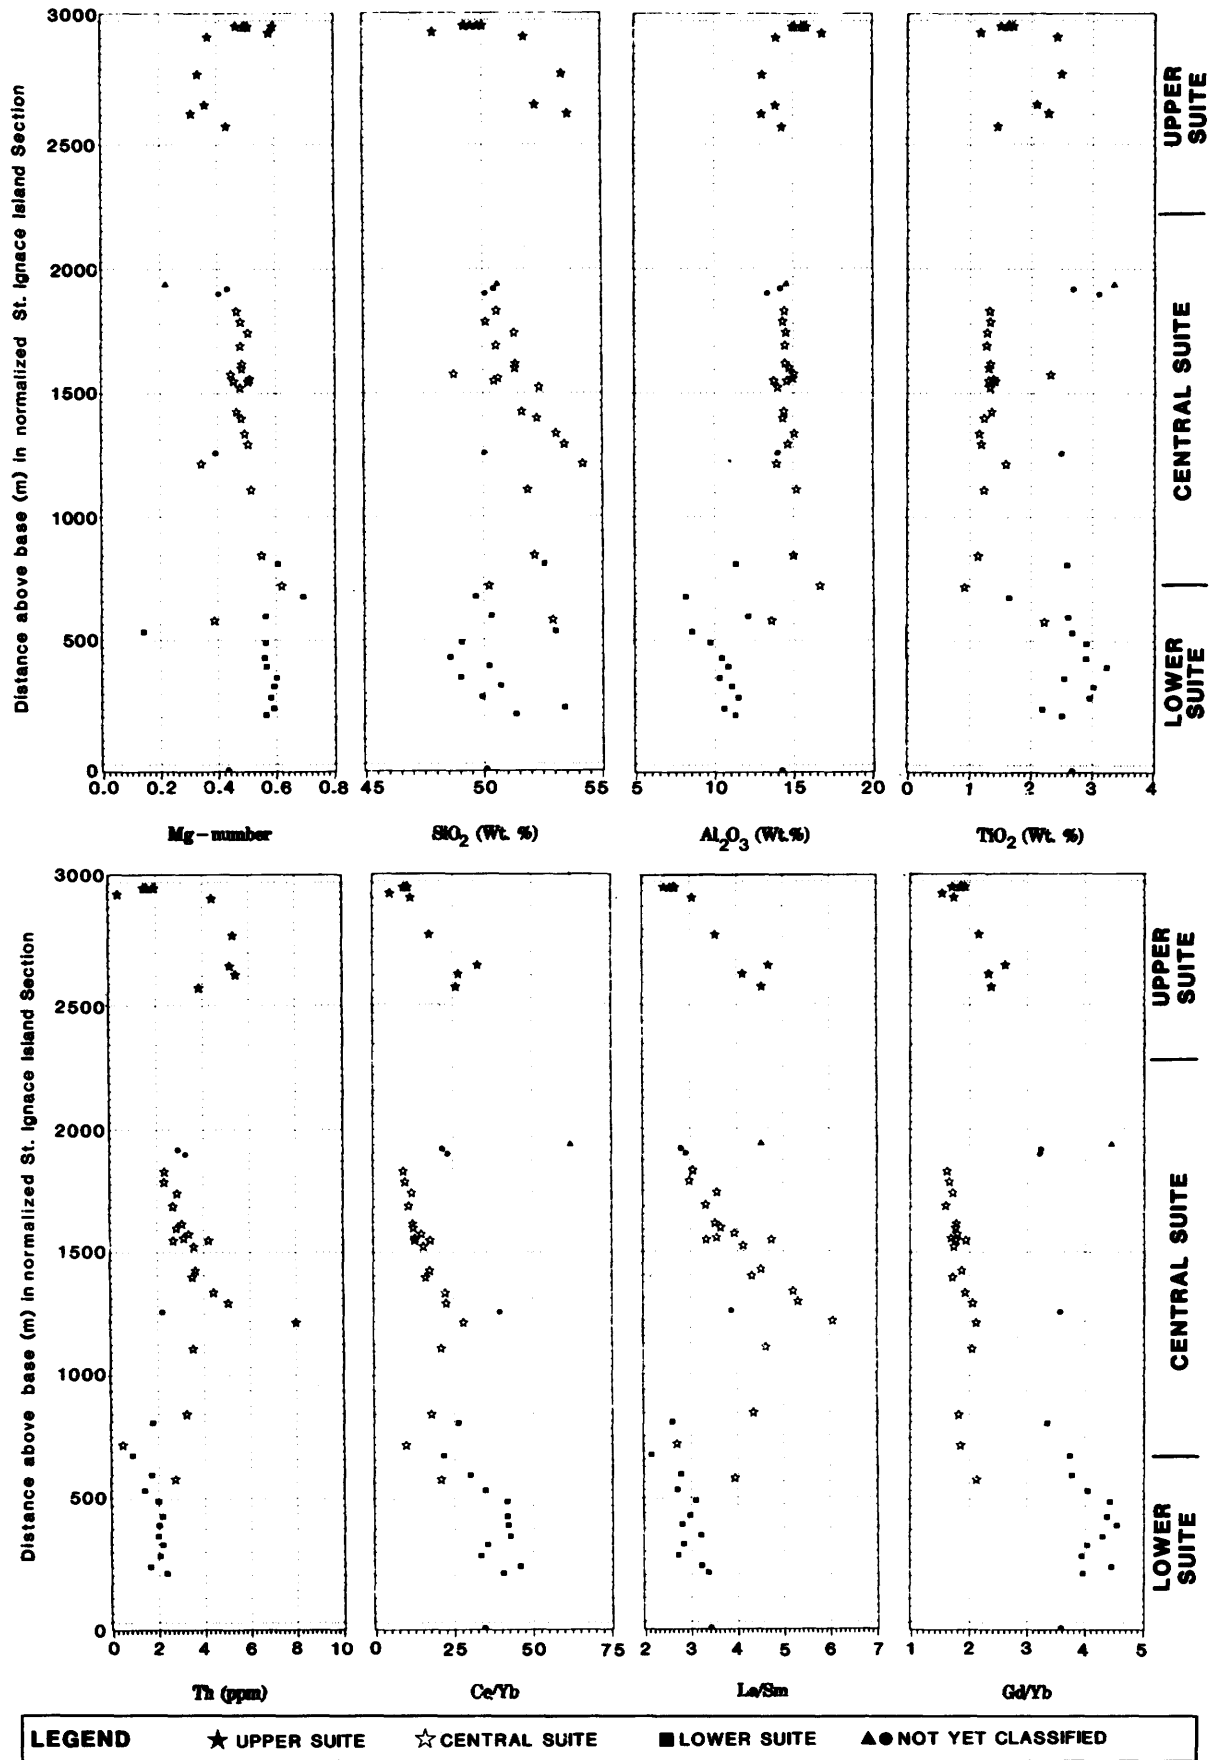 3000
2500
2000
1500
1000
500
0
Distance above base (m) in normalized St. Ignace Island Section
0.0 0.2 0.4 0.6 0.8
45 50 55
5 10 15 20
0 1 2 3 4
Mg-number
SiO2 (Wt. %)
Al2O3 (Wt.%)
TiO2 (Wt. %)
UPPER SUITE
CENTRAL SUITE
LOWER SUITE
3000
2500
2000
1500
1000
500
0
Distance above base (m) in normalized St. Ignace Island Section
0 2 4 6 8 10
0 25 50 75
2 3 4 5 6 7
1 2 3 4 5
Th (ppm)
Ce/Yb
La/Sm
Gd/Yb
UPPER SUITE
CENTRAL SUITE
LOWER SUITE
LEGEND ★ UPPER SUITE ☆ CENTRAL SUITE ■ LOWER SUITE ▲● NOT YET CLASSIFIED